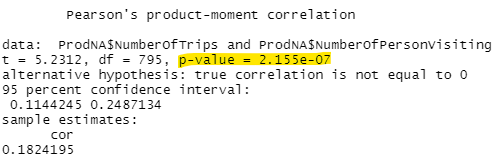 Pearson's product-moment correlation
data:  ProdNA$NumberOfTrips and ProdNA$NumberOfPersonVisiting
t = 5.2312, df = 795, p-value = 2.155e-07
alternative hypothesis: true correlation is not equal to 0
95 percent confidence interval:
 0.1144245 0.2487134
sample estimates:
      cor
0.1824195